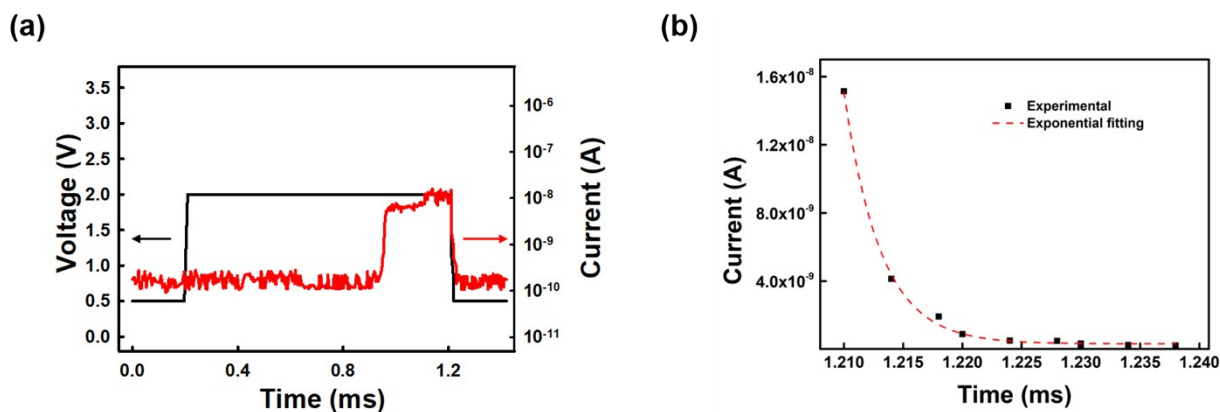 (a)
Voltage (V)
3.5
3.0
2.5
2.0
1.5
1.0
0.5
0.0
10⁻⁶
10⁻⁷
10⁻⁸
10⁻⁹
10⁻¹⁰
10⁻¹¹
Current (A)
0.0 0.4 0.8 1.2
Time (ms)
(b)
Current (A)
1.6x10⁻⁸
1.2x10⁻⁸
8.0x10⁻⁹
4.0x10⁻⁹
Experimental
Exponential fitting
1.210 1.215 1.220 1.225 1.230 1.235 1.240
Time (ms)